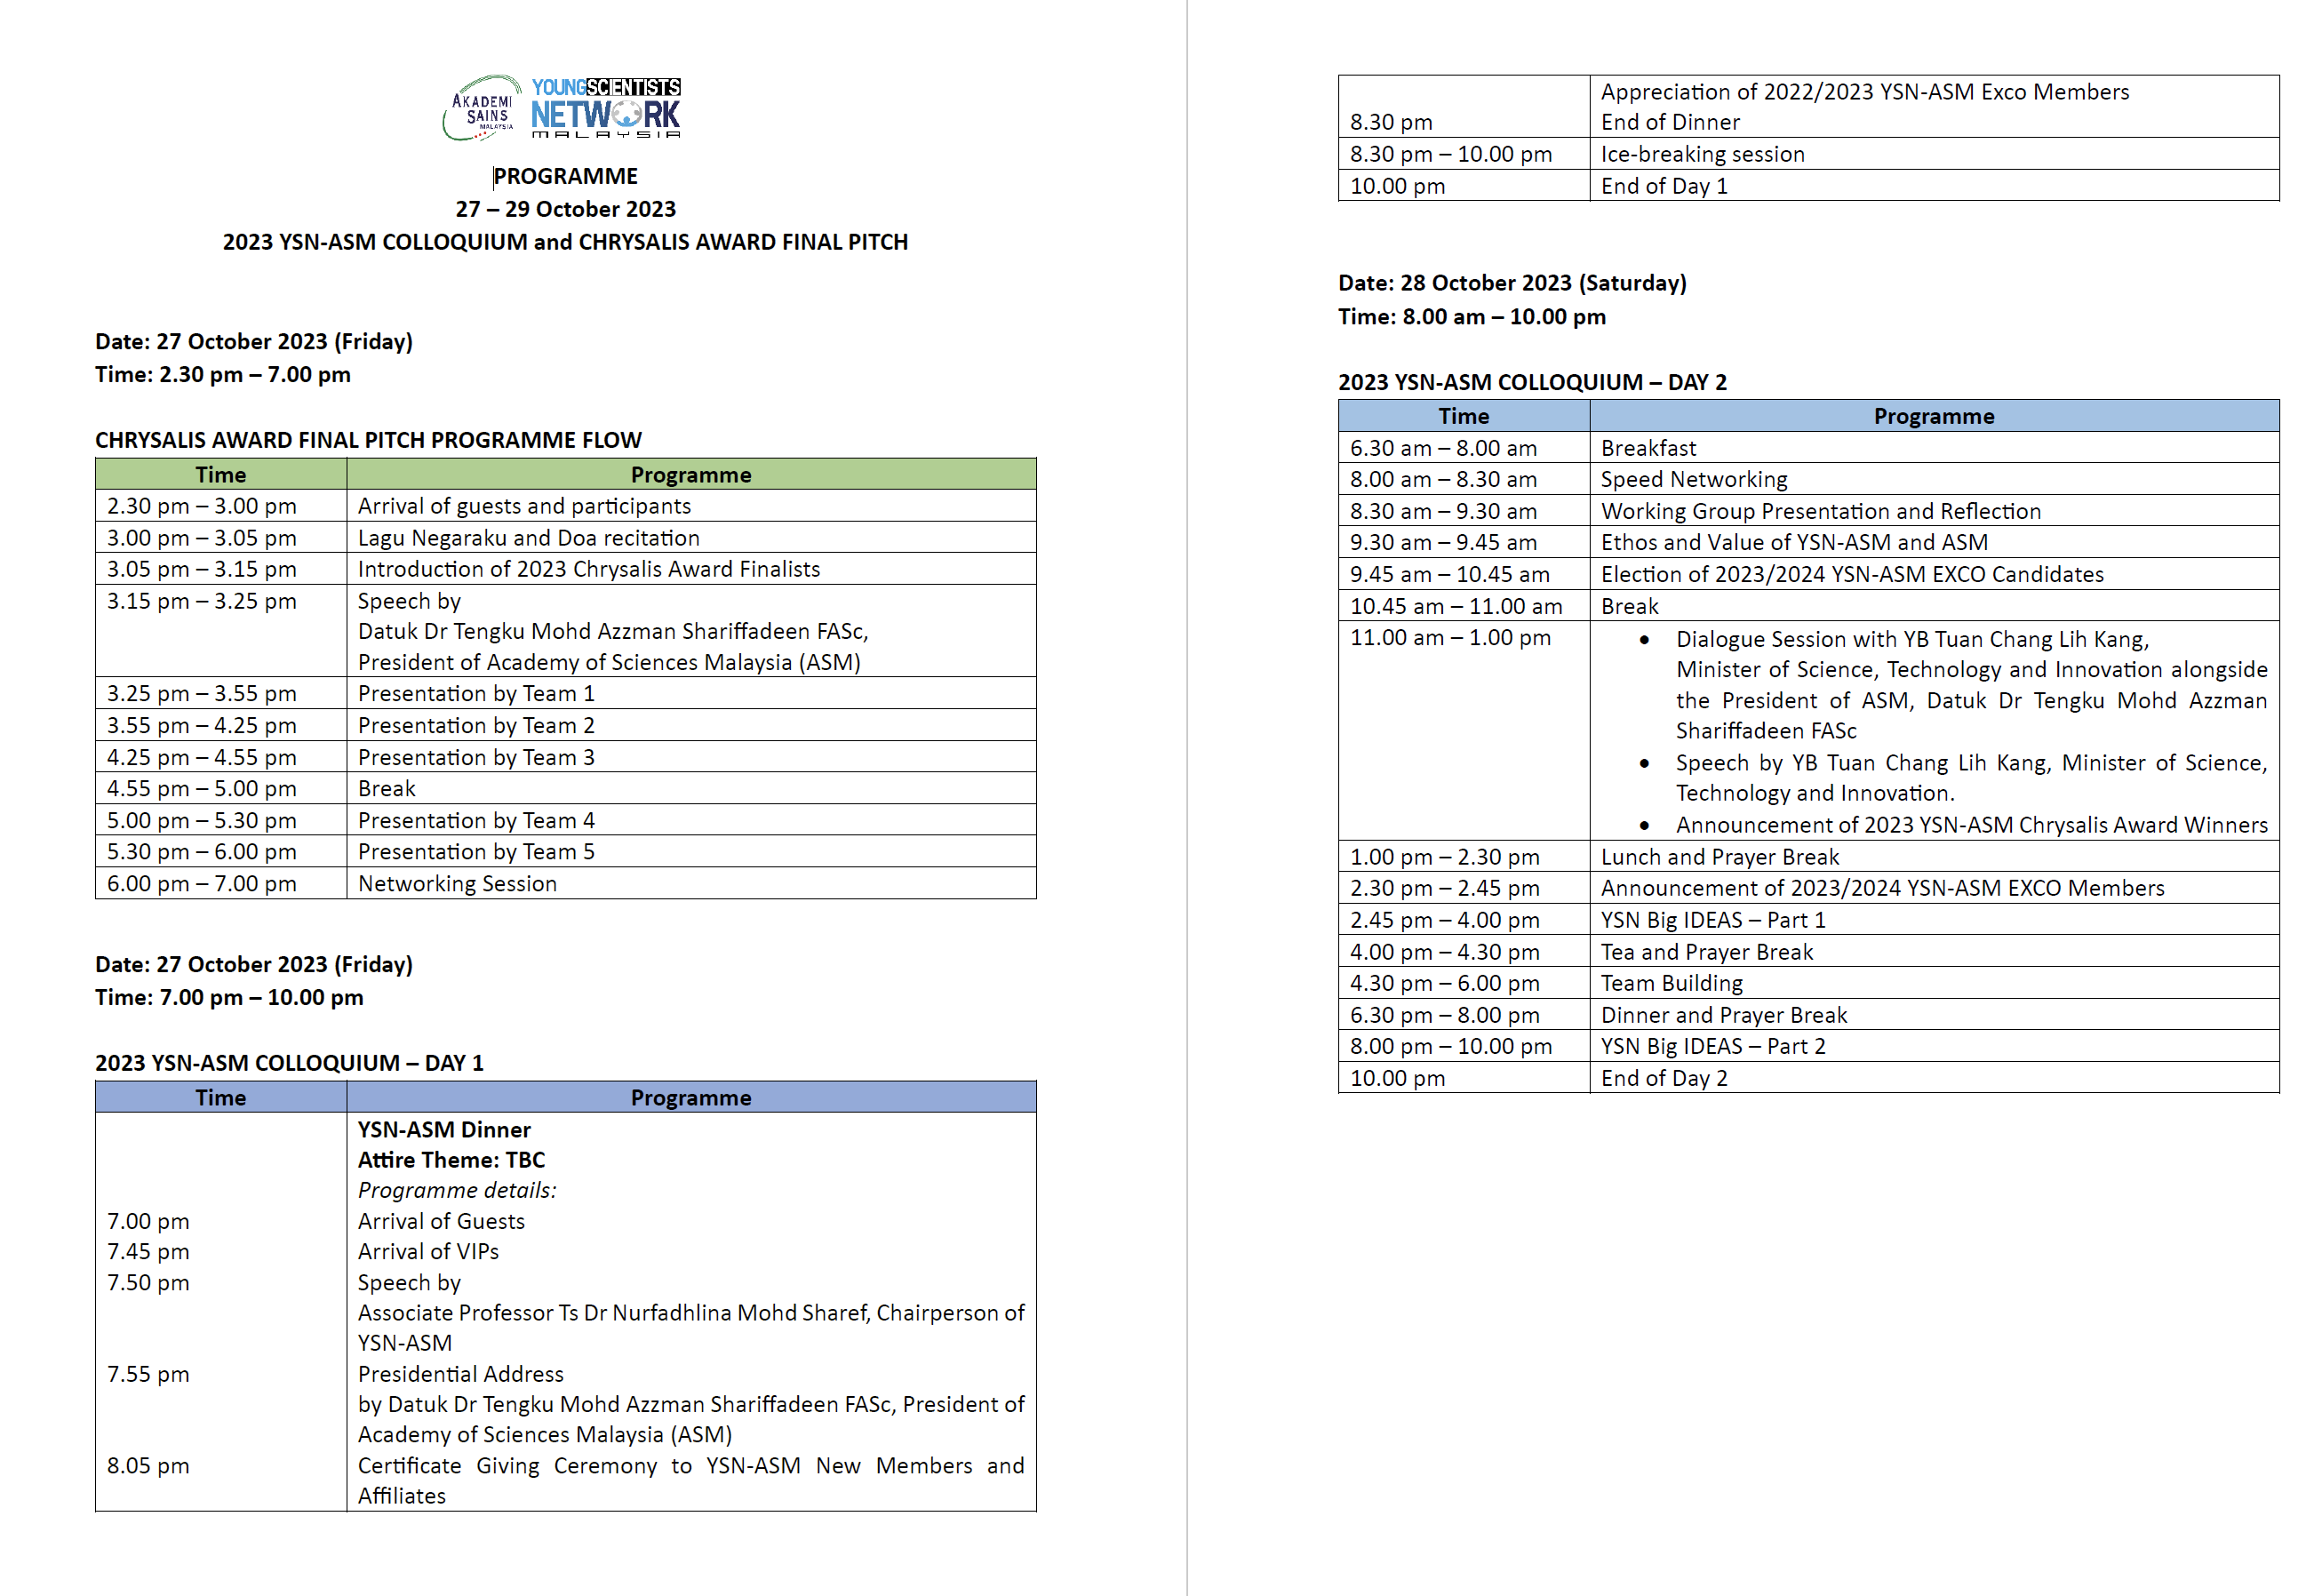 AKADEMI
SAINS
MALAYSIA
YOUNGSCIENTISTS
NETWORK
MALAYSIA
PROGRAMME
27 – 29 October 2023
2023 YSN-ASM COLLOQUIUM and CHRYSALIS AWARD FINAL PITCH
Date: 27 October 2023 (Friday)
Time: 2.30 pm – 7.00 pm
CHRYSALIS AWARD FINAL PITCH PROGRAMME FLOW
Time Programme
2.30 pm – 3.00 pm Arrival of guests and participants
3.00 pm – 3.05 pm Lagu Negaraku and Doa recitation
3.05 pm – 3.15 pm Introduction of 2023 Chrysalis Award Finalists
3.15 pm – 3.25 pm Speech by
Datuk Dr Tengku Mohd Azzman Shariffadeen FASc,
President of Academy of Sciences Malaysia (ASM)
3.25 pm – 3.55 pm Presentation by Team 1
3.55 pm – 4.25 pm Presentation by Team 2
4.25 pm – 4.55 pm Presentation by Team 3
4.55 pm – 5.00 pm Break
5.00 pm – 5.30 pm Presentation by Team 4
5.30 pm – 6.00 pm Presentation by Team 5
6.00 pm – 7.00 pm Networking Session
Date: 27 October 2023 (Friday)
Time: 7.00 pm – 10.00 pm
2023 YSN-ASM COLLOQUIUM – DAY 1
Time Programme
YSN-ASM Dinner
Attire Theme: TBC
Programme details:
7.00 pm Arrival of Guests
7.45 pm Arrival of VIPs
7.50 pm Speech by
Associate Professor Ts Dr Nurfadhlina Mohd Sharef, Chairperson of
YSN-ASM
7.55 pm Presidential Address
by Datuk Dr Tengku Mohd Azzman Shariffadeen FASc, President of
Academy of Sciences Malaysia (ASM)
8.05 pm Certificate Giving Ceremony to YSN-ASM New Members and
Affiliates
Appreciation of 2022/2023 YSN-ASM Exco Members
8.30 pm End of Dinner
8.30 pm – 10.00 pm Ice-breaking session
10.00 pm End of Day 1
Date: 28 October 2023 (Saturday)
Time: 8.00 am – 10.00 pm
2023 YSN-ASM COLLOQUIUM – DAY 2
Time Programme
6.30 am – 8.00 am Breakfast
8.00 am – 8.30 am Speed Networking
8.30 am – 9.30 am Working Group Presentation and Reflection
9.30 am – 9.45 am Ethos and Value of YSN-ASM and ASM
9.45 am – 10.45 am Election of 2023/2024 YSN-ASM EXCO Candidates
10.45 am – 11.00 am Break
11.00 am – 1.00 pm • Dialogue Session with YB Tuan Chang Lih Kang,
Minister of Science, Technology and Innovation alongside
the President of ASM, Datuk Dr Tengku Mohd Azzman
Shariffadeen FASc
• Speech by YB Tuan Chang Lih Kang, Minister of Science,
Technology and Innovation.
• Announcement of 2023 YSN-ASM Chrysalis Award Winners
1.00 pm – 2.30 pm Lunch and Prayer Break
2.30 pm – 2.45 pm Announcement of 2023/2024 YSN-ASM EXCO Members
2.45 pm – 4.00 pm YSN Big IDEAS – Part 1
4.00 pm – 4.30 pm Tea and Prayer Break
4.30 pm – 6.00 pm Team Building
6.30 pm – 8.00 pm Dinner and Prayer Break
8.00 pm – 10.00 pm YSN Big IDEAS – Part 2
10.00 pm End of Day 2